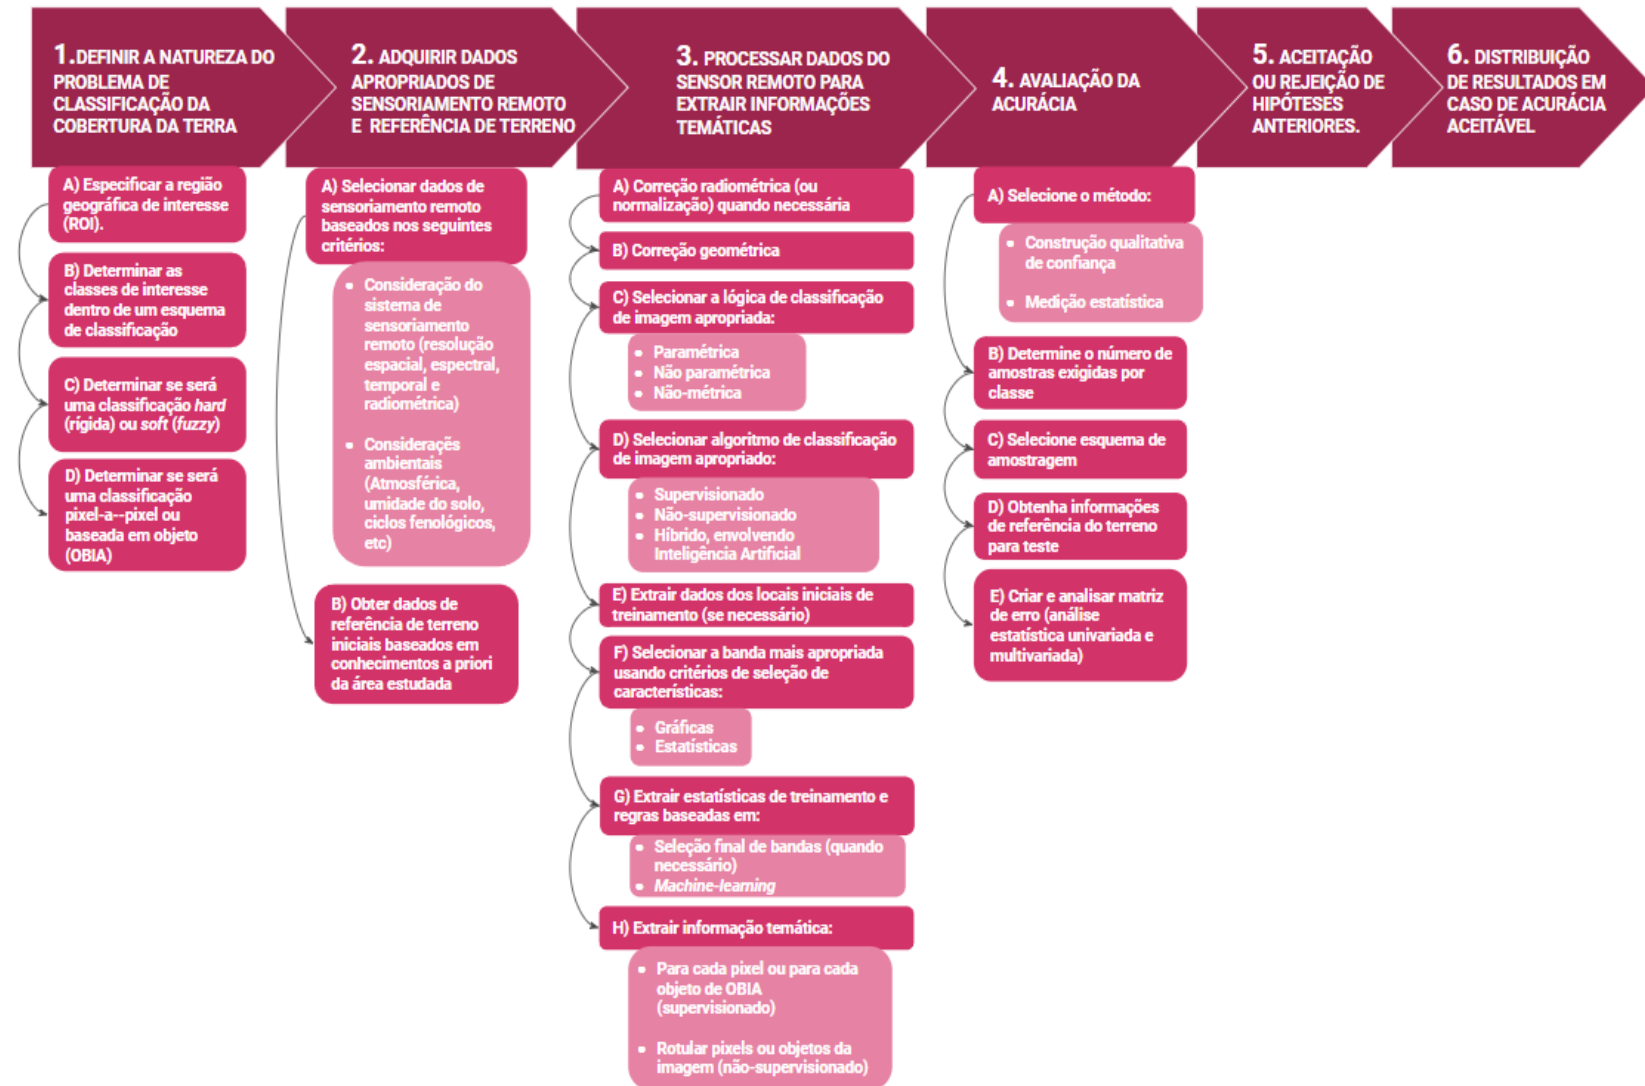 1.DEFINIR A NATUREZA DO
PROBLEMA DE
CLASSIFICAÇÃO DA
COBERTURA DA TERRA
A) Especificar a região
geográfica de interesse
(ROI).
B) Determinar as
classes de interesse
dentro de um esquema
de classificação
C) Determinar se será
uma classificação hard
(rígida) ou soft (fuzzy)
D) Determinar se será
uma classificação
pixel-a--pixel ou
baseada em objeto
(OBIA)
2. ADQUIRIR DADOS
APROPRIADOS DE
SENSORIAMENTO REMOTO
E REFERÊNCIA DE TERRENO
A) Selecionar dados de
sensoriamento remoto
baseados nos seguintes
critérios:
• Consideração do
sistema de
sensoriamento
remoto (resolução
espacial, espectral,
temporal e
radiométrica)
• Consideraçẽs
ambientais
(Atmosférica,
umidade do solo,
ciclos fenológicos,
etc)
B) Obter dados de
referência de terreno
iniciais baseados em
conhecimentos a priori
da área estudada
3. PROCESSAR DADOS DO
SENSOR REMOTO PARA
EXTRAIR INFORMAÇÕES
TEMÁTICAS
A) Correção radiométrica (ou
normalização) quando necessária
B) Correção geométrica
C) Selecionar a lógica de classificação
de imagem apropriada:
• Paramétrica
• Não paramétrica
• Não-métrica
D) Selecionar algoritmo de classificação
de imagem apropriado:
• Supervisionado
• Não-supervisionado
• Híbrido, envolvendo
Inteligência Artificial
E) Extrair dados dos locais iniciais de
treinamento (se necessário)
F) Selecionar a banda mais apropriada
usando critérios de seleção de
características:
• Gráficas
• Estatísticas
G) Extrair estatísticas de treinamento e
regras baseadas em:
• Seleção final de bandas (quando
necessário)
• Machine-learning
H) Extrair informação temática:
• Para cada pixel ou para cada
objeto de OBIA
(supervisionado)
• Rotular pixels ou objetos da
imagem (não-supervisionado)
4. AVALIAÇÃO DA
ACURÁCIA
A) Selecione o método:
• Construção qualitativa
de confiança
• Medição estatística
B) Determine o número de
amostras exigidas por
classe
C) Selecione esquema de
amostragem
D) Obtenha informações
de referência do terreno
para teste
E) Criar e analisar matriz
de erro (análise
estatística univariada e
multivariada)
5. ACEITAÇÃO
OU REJEIÇÃO DE
HIPÓTESES
ANTERIORES.
6. DISTRIBUIÇÃO
DE RESULTADOS EM
CASO DE ACURÁCIA
ACEITÁVEL